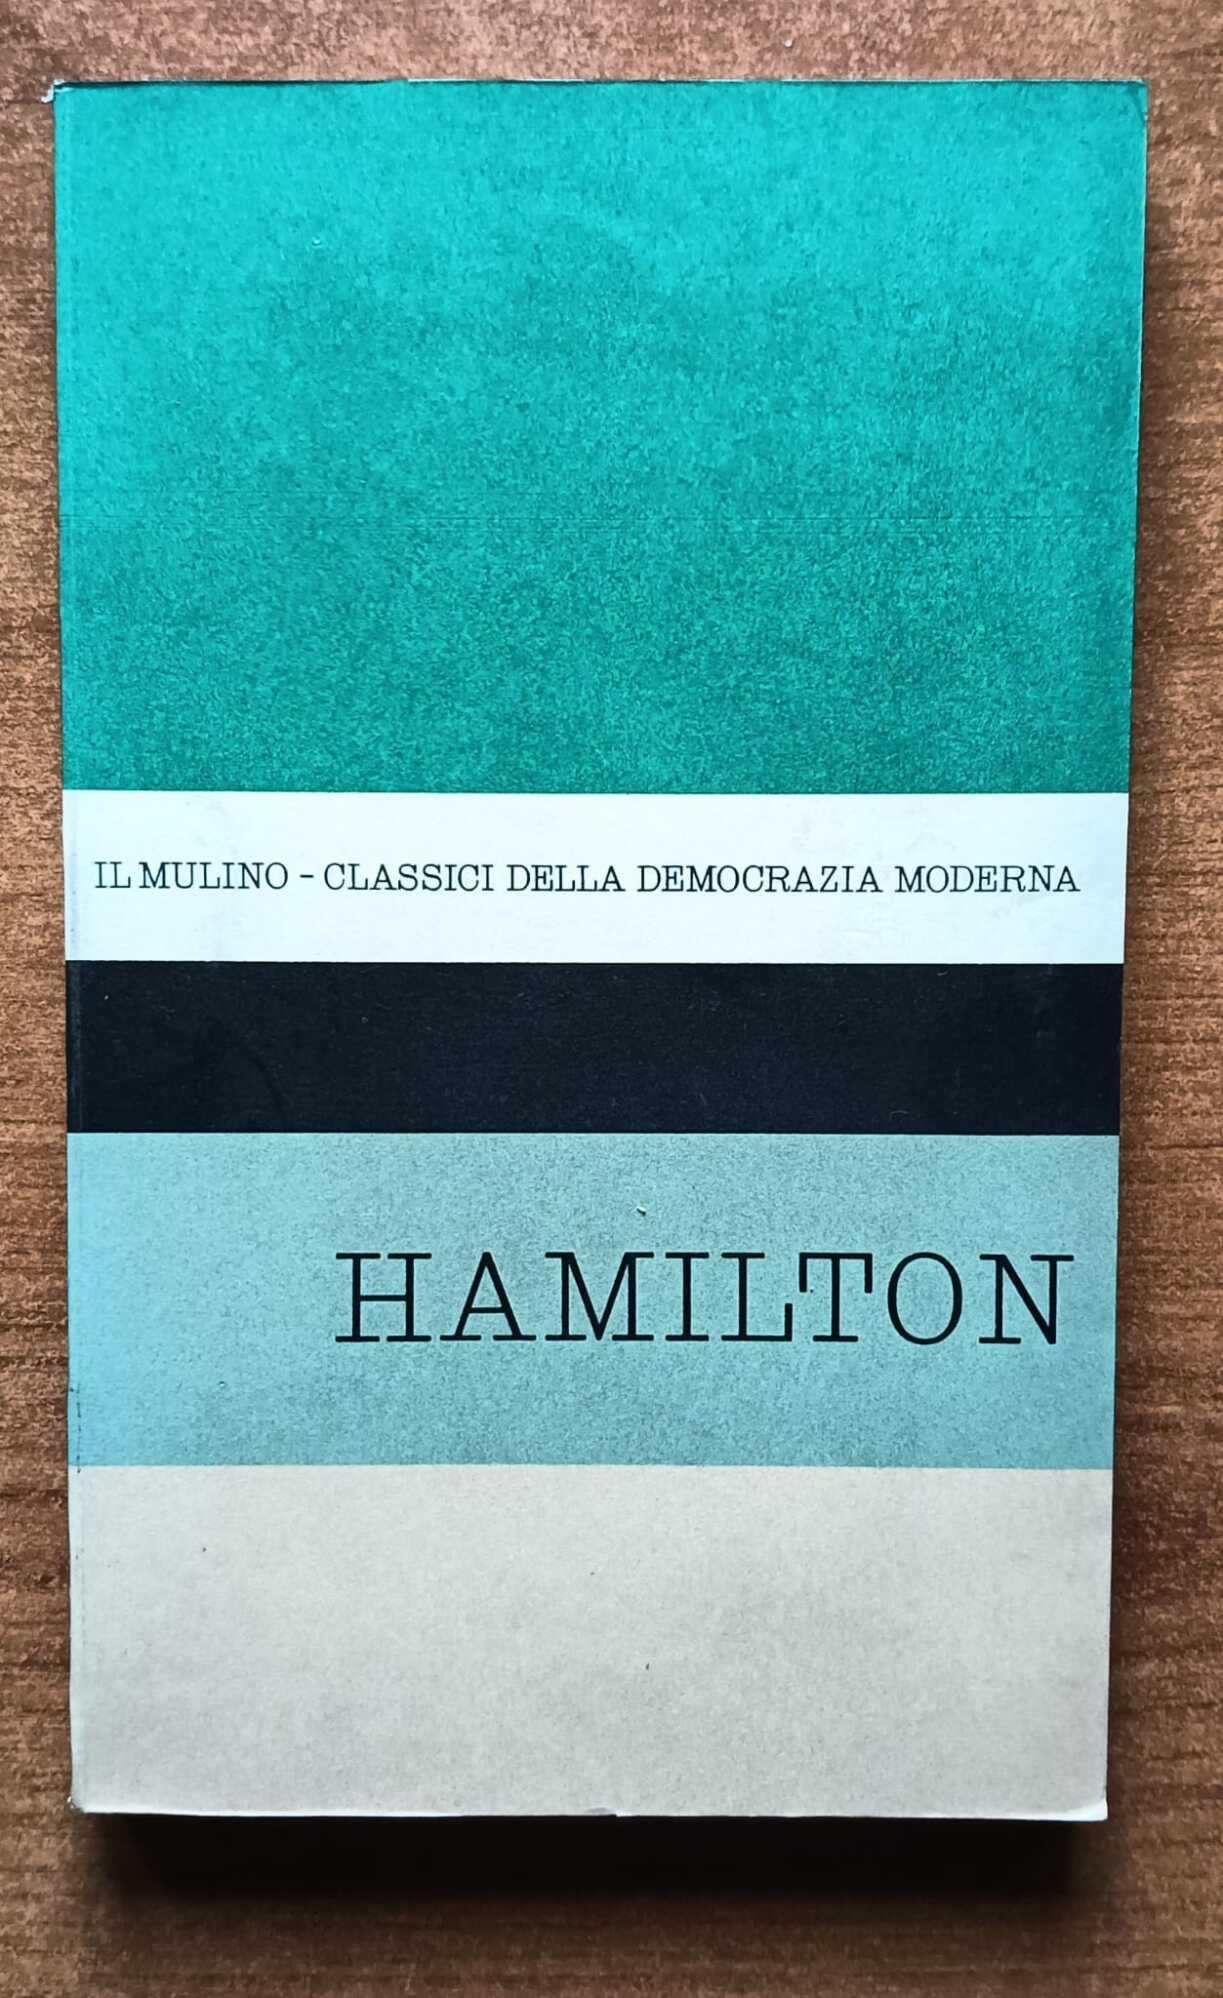 IL MULINO - CLASSICI DELLA DEMOCRAZIA MODERNA
HAMILTON